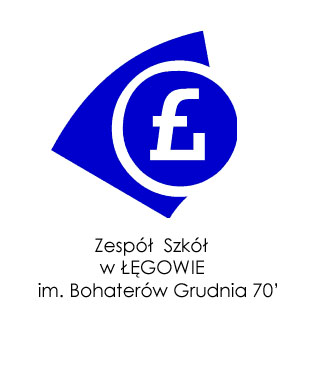 Ł
Zespół Szkół
w ŁĘGOWIE
im. Bohaterów Grudnia 70’